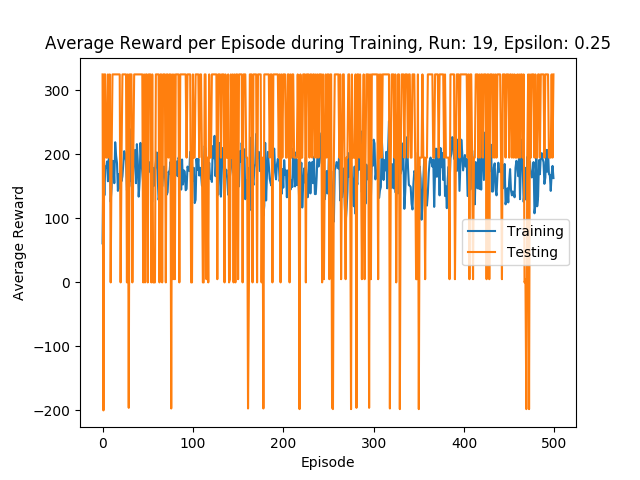 Average Reward per Episode during Training, Run: 19, Epsilon: 0.25
300
200
100
0
−100
−200
Average Reward
Training
Testing
0 100 200 300 400 500
Episode